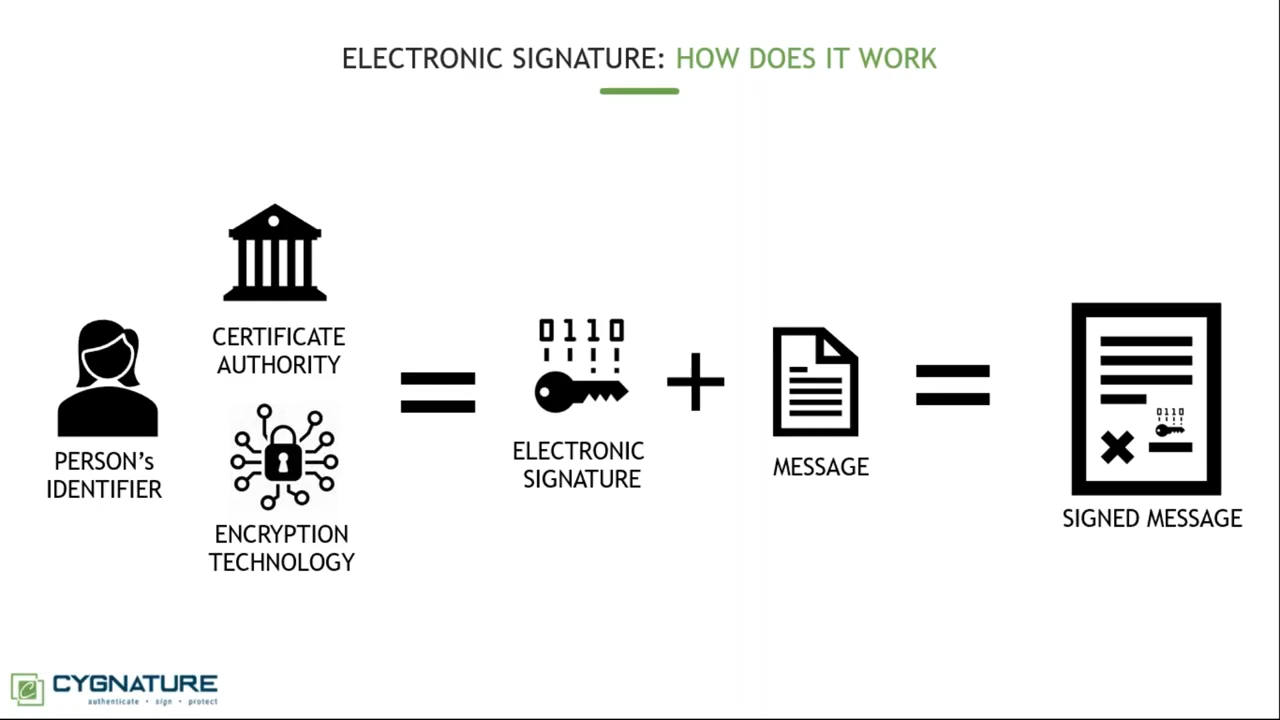 ELECTRONIC SIGNATURE: HOW DOES IT WORK
PERSON's
IDENTIFIER
CERTIFICATE
AUTHORITY
ENCRYPTION
TECHNOLOGY
0110
ELECTRONIC
SIGNATURE
MESSAGE
0110
SIGNED MESSAGE
CYGNATURE
authenticate • sign • protect